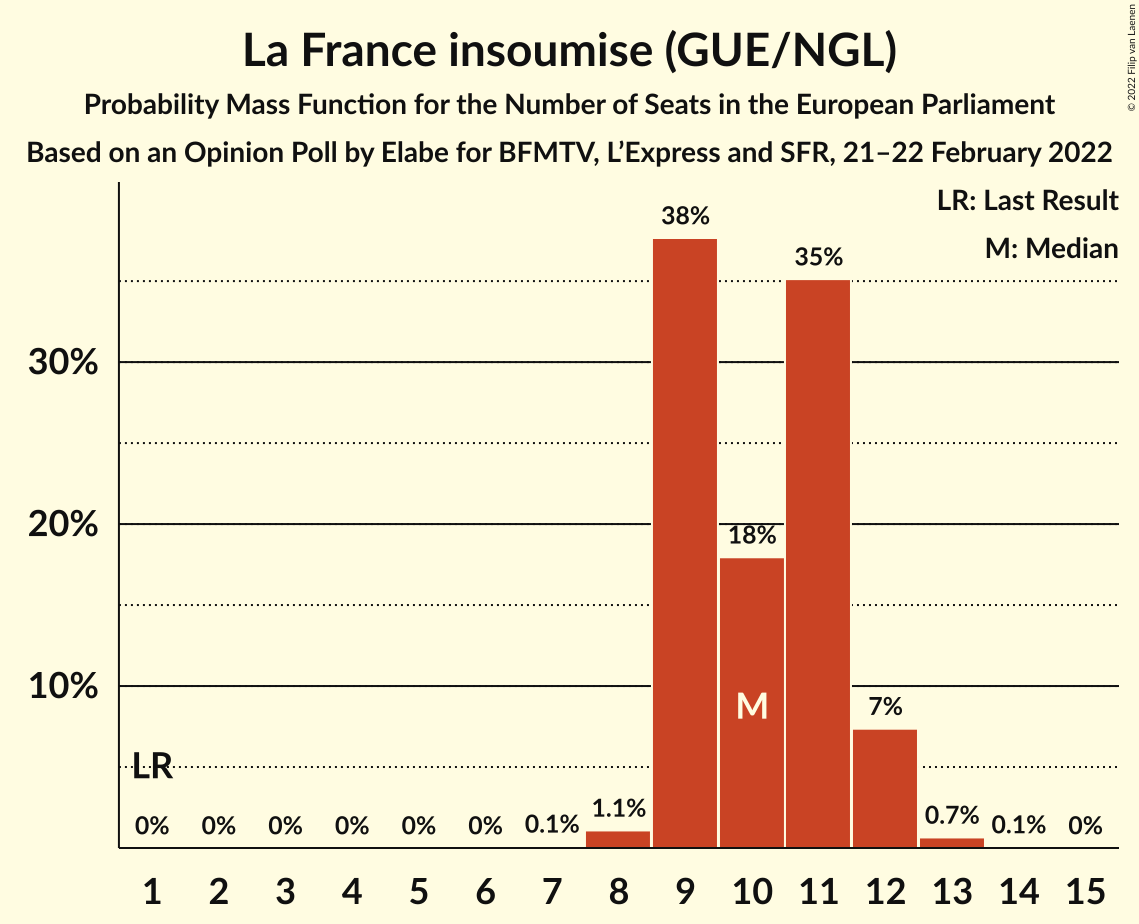 La France insoumise (GUE/NGL)
Probability Mass Function for the Number of Seats in the European Parliament
Based on an Opinion Poll by Elabe for BFMTV, L’Express and SFR, 21–22 February 2022
© 2022 Filip van Laenen
LR: Last Result
M: Median
38%
35%
30%
20%
18%
10%
M
7%
LR
0% 0% 0% 0% 0% 0% 0.1% 1.1% 0.7% 0.1% 0%
1 2 3 4 5 6 7 8 9 10 11 12 13 14 15